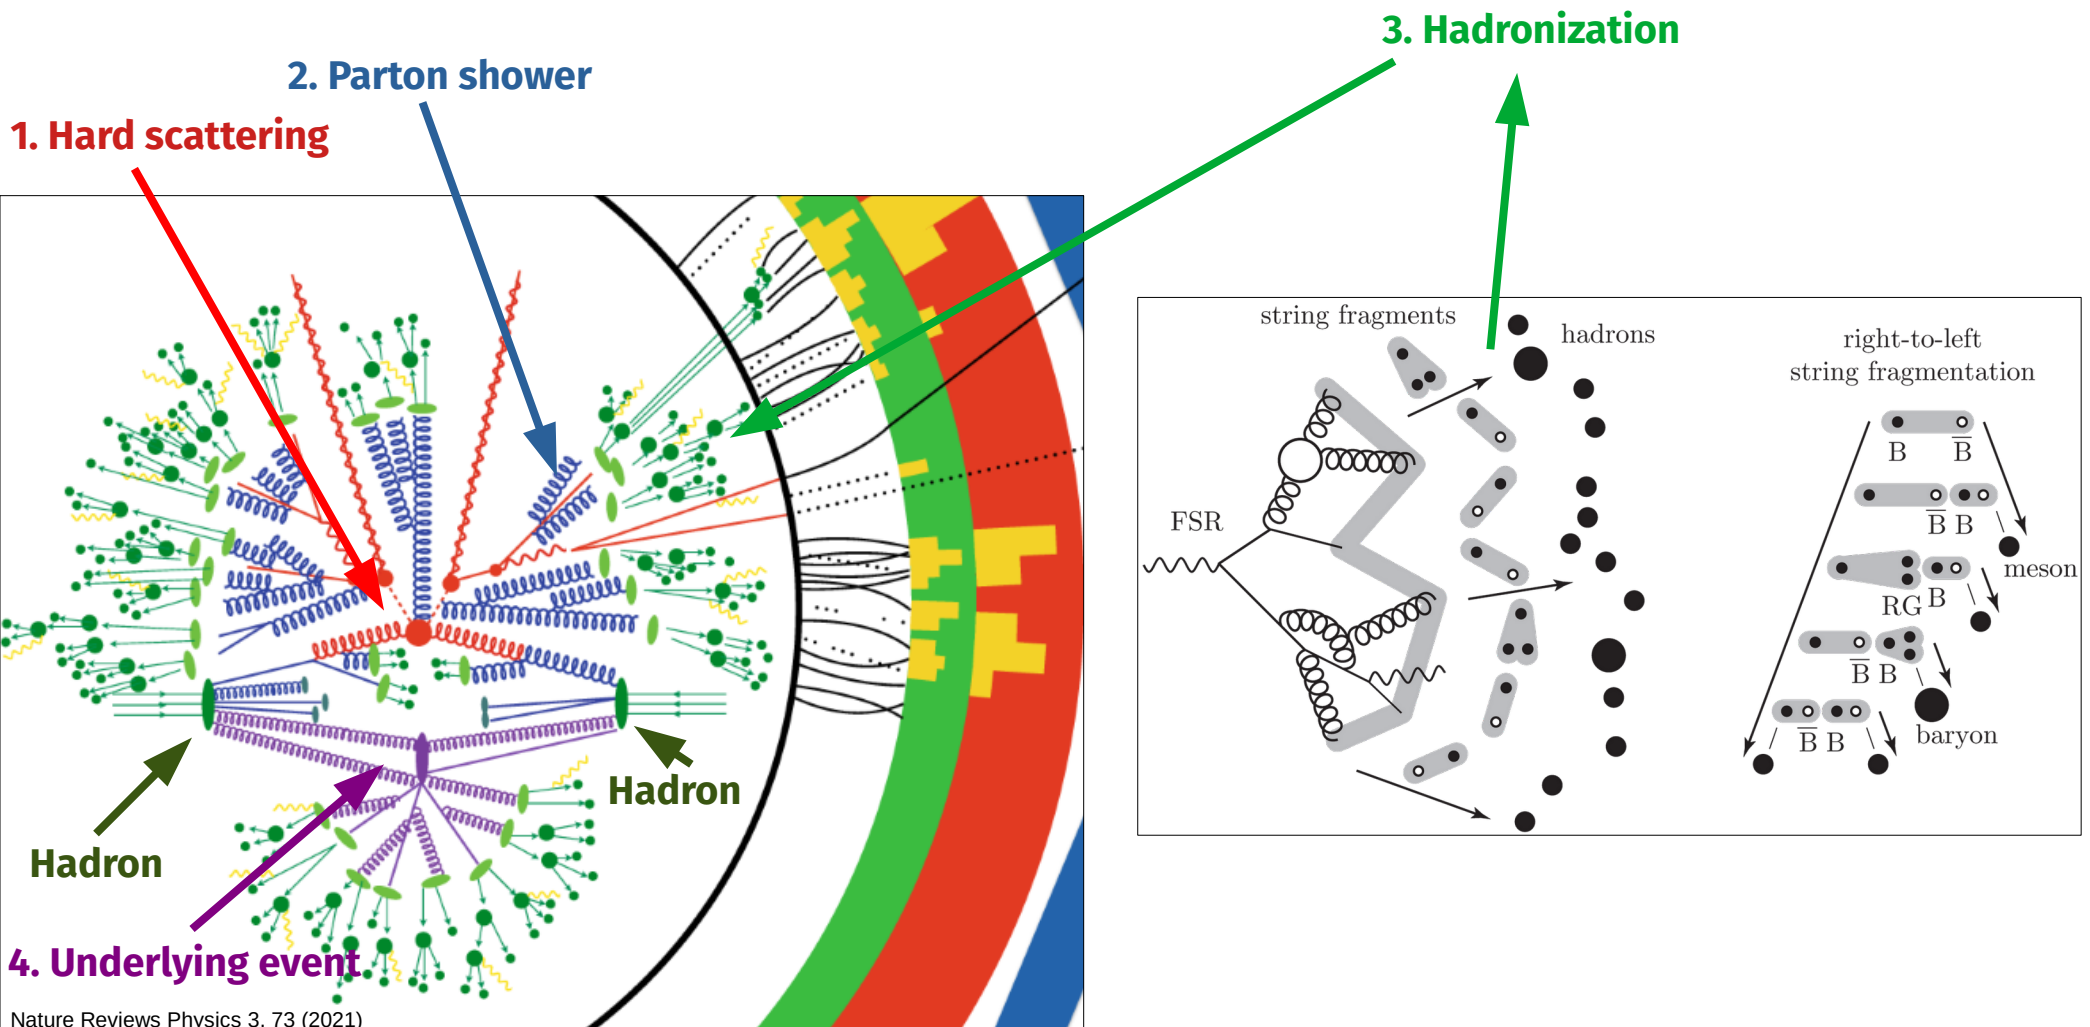 3. Hadronization
2. Parton shower
1. Hard scattering
string fragments
hadrons
right-to-left
string fragmentation
B B̅
FSR
B̅ B
meson
RG B
B̅ B
baryon
B̅ B
Hadron
Hadron
4. Underlying event
Nature Reviews Physics 3, 73 (2021)